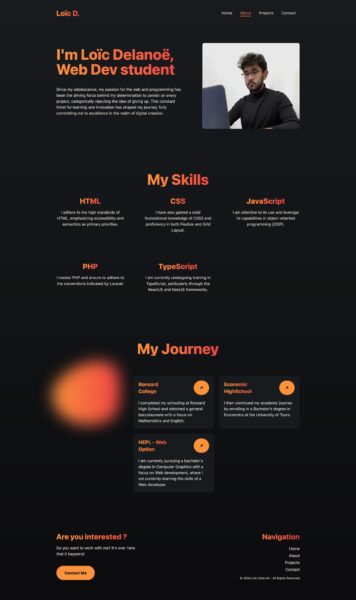 Loïc D.
Home About Projects Contact
I'm Loïc Delanoë,
Web Dev student
Since my adolescence, my passion for the web and programming has
been the driving force behind my determination to persist on every
project, categorically rejecting the idea of giving up. This constant
thirst for learning and innovation has shaped my journey, fully
committing me to excellence in the realm of digital creation.
My Skills
HTML
I adhere to the high standards of
HTML, emphasizing accessibility and
semantics as primary priorities.
CSS
I have also gained a solid
foundational knowledge of CSS3 and
proficiency in both Flexbox and Grid
Layout.
JavaScript
I am attentive to its use and leverage
its capabilities in object-oriented
programming (OOP).
PHP
I master PHP and ensure to adhere to
the conventions indicated by Laravel.
TypeScript
I am currently undergoing training in
TypeScript, particularly through the
ReactJS and NestJS frameworks.
My Journey
Ronsard
College
I completed my schooling at Ronsard
High School and obtained a general
baccalaureate with a focus on
Mathematics and English.
Economic
HighSchool
I then continued my academic journey
by enrolling in a Bachelor's degree in
Economics at the University of Tours
HEPL - Web
Option
I am currently pursuing a bachelor's
degree in Computer Graphics with a
focus on Web development, where I
am currently learning the skills of a
Web developer
Are you interested ?
Do you want to work with me? It's over here
that it happens!
Contact Me
Navigation
Home
About
Projects
Contact
© 2024 Loïc Delanoë - All Rights Reserved